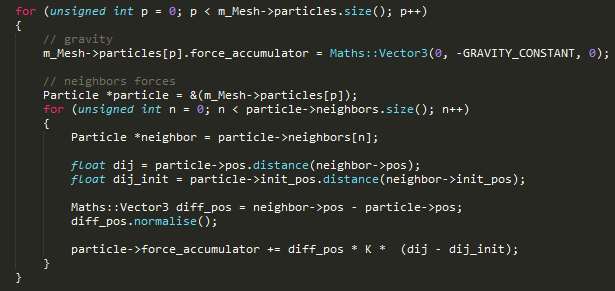 for (unsigned int p = 0; p < m_Mesh->particles.size(); p++)
{
// gravity
m_Mesh->particles[p].force_accumulator = Maths::Vector3(0, -GRAVITY_CONSTANT, 0);
// neighbors forces
Particle *particle = &(m_Mesh->particles[p]);
for (unsigned int n = 0; n < particle->neighbors.size(); n++)
{
Particle *neighbor = particle->neighbors[n];
float dij = particle->pos.distance(neighbor->pos);
float dij_init = particle->init_pos.distance(neighbor->init_pos);
Maths::Vector3 diff_pos = neighbor->pos - particle->pos;
diff_pos.normalise();
particle->force_accumulator += diff_pos * K *  (dij - dij_init);
}
}